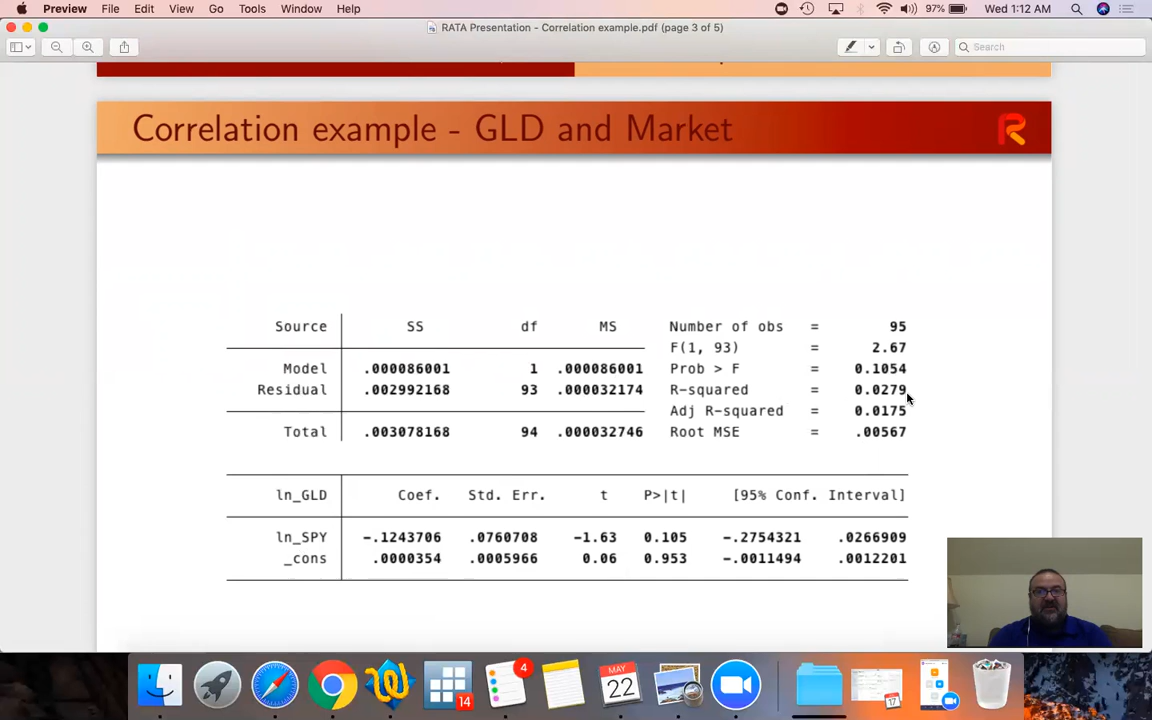 Preview File Edit View Go Tools Window Help 97% Wed 1:12 AM
RATA Presentation - Correlation example.pdf (page 3 of 5)
Search
Correlation example - GLD and Market
R
Source SS df MS Number of obs = 95
F(1, 93) = 2.67
Model .000086001 1 .000086001 Prob > F = 0.1054
Residual .002992168 93 .000032174 R-squared = 0.0279
Adj R-squared = 0.0175
Total .003078168 94 .000032746 Root MSE = .00567
ln_GLD Coef. Std. Err. t P>|t| [95% Conf. Interval]
ln_SPY -.1243706 .0760708 -1.63 0.105 -.2754321 .0266909
_cons .0000354 .0005966 0.06 0.953 -.0011494 .0012201
14
4
MAY
22
17